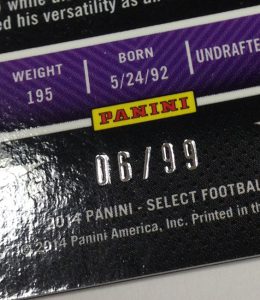 ) while
ed his versatility as a
WEIGHT
195
BORN
5/24/92
UNDRAFTE
PANINI
06/99
2014 PANINI - SELECT FOOTBAL
2014 Panini America, Inc. Printed in the